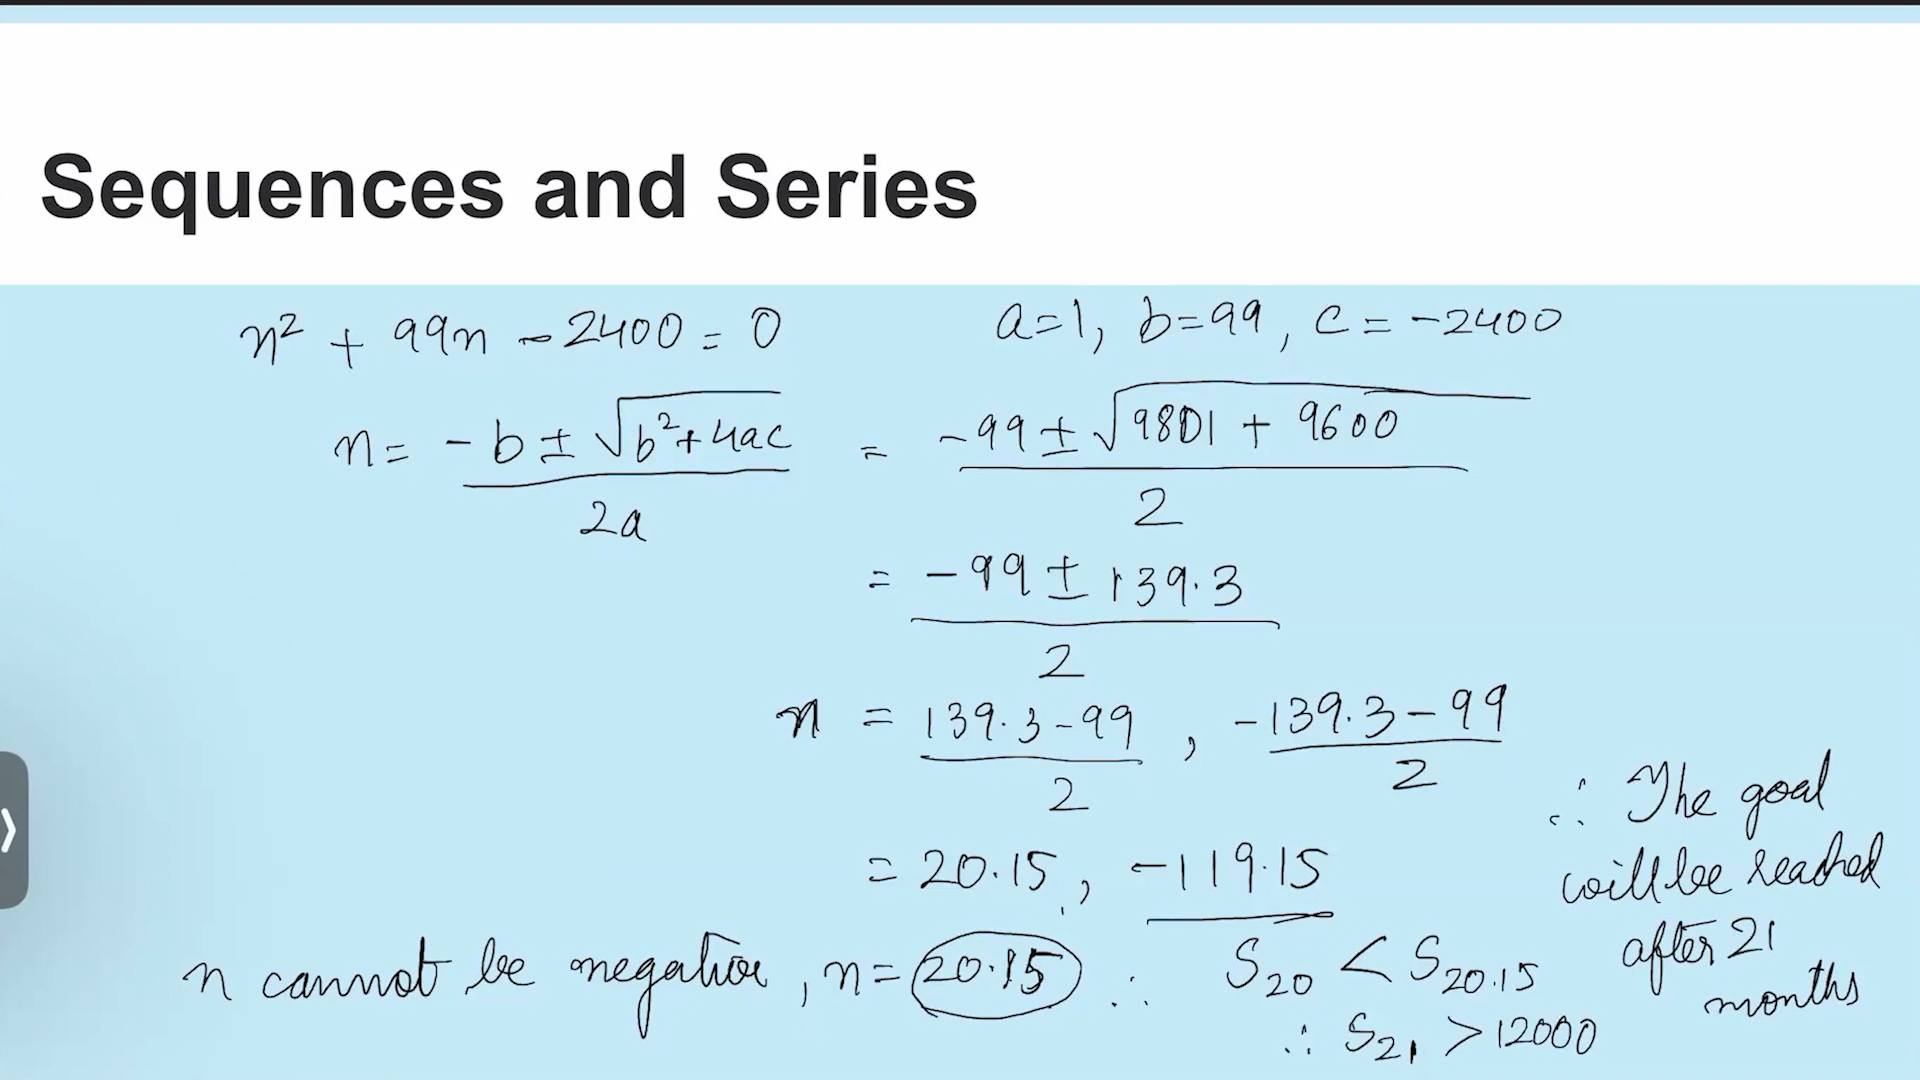 Sequences and Series
n² + 99n - 2400 = 0 a=1, b=99, c = -2400
n = (-b ± √(b²+4ac))/2a = (-99 ± √(9801 + 9600))/2
= (-99 ± 139.3)/2
n = (139.3-99)/2 , (-139.3-99)/2
= 20.15, -119.15
n cannot be negative, n = 20.15 ∴ S₂₀ < S₂₀.₁₅
∴ S₂₁ > 12000
∴ The goal
will be reached
after 21
months